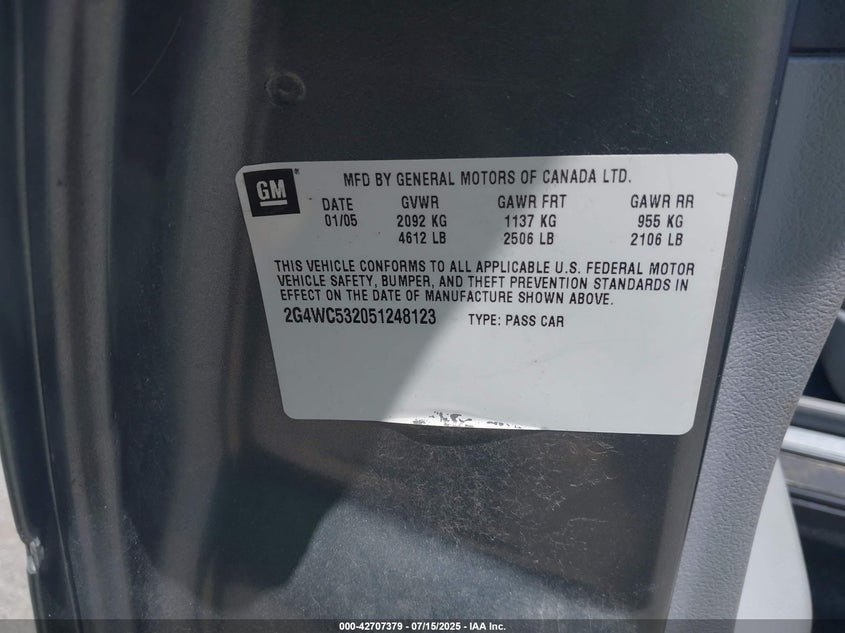 GM
MFD BY GENERAL MOTORS OF CANADA LTD.
DATE GVWR GAWR FRT GAWR RR
01/05 2092 KG 1137 KG 955 KG
4612 LB 2506 LB 2106 LB
THIS VEHICLE CONFORMS TO ALL APPLICABLE U.S. FEDERAL MOTOR
VEHICLE SAFETY, BUMPER, AND THEFT PREVENTION STANDARDS IN
EFFECT ON THE DATE OF MANUFACTURE SHOWN ABOVE.
2G4WC532051248123 TYPE: PASS CAR
000-42707379 - 07/15/2025 - IAA Inc.